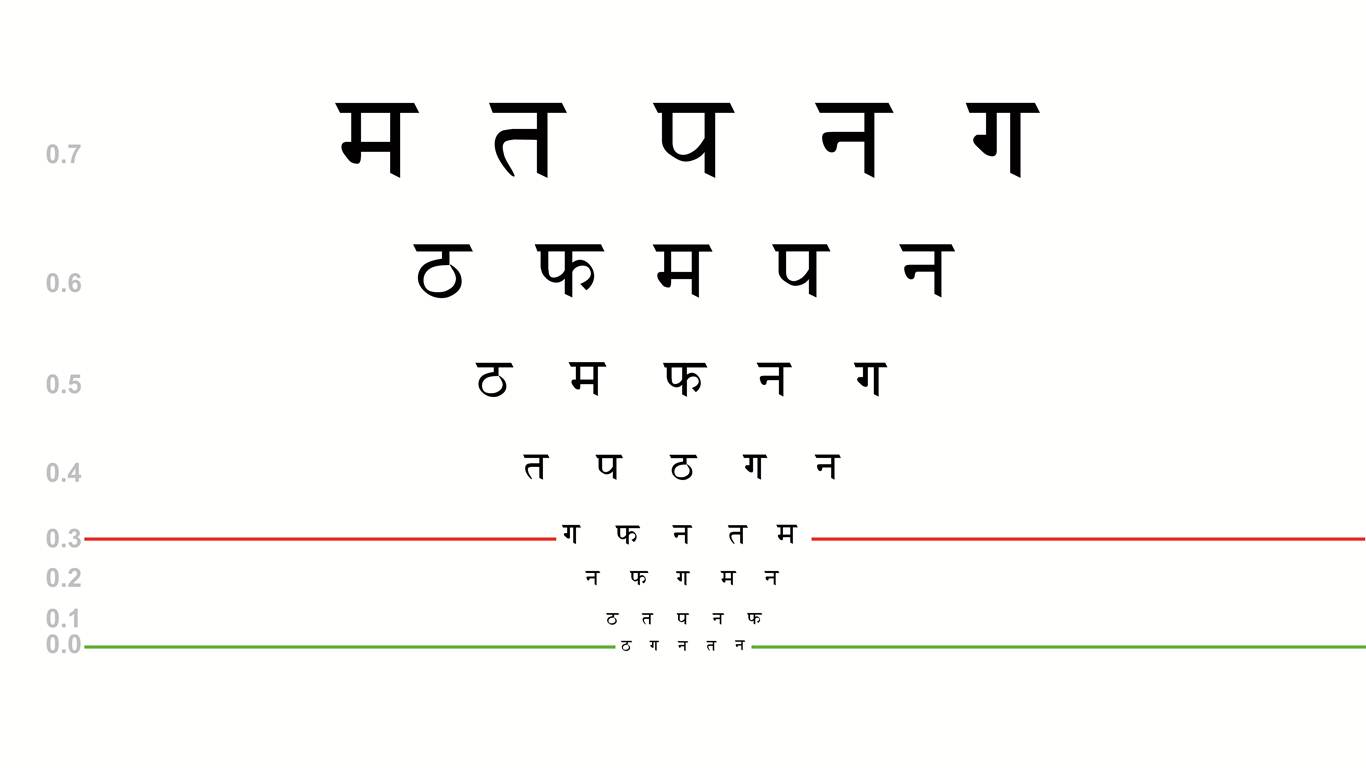 0.7 म त प न ग
0.6 ठ फ म प न
0.5 ठ म फ न ग
0.4 त प ठ ग न
0.3 ग फ न त म
0.2 न फ ग म न
0.1 ठ त प न फ
0.0 ठ ग न त न